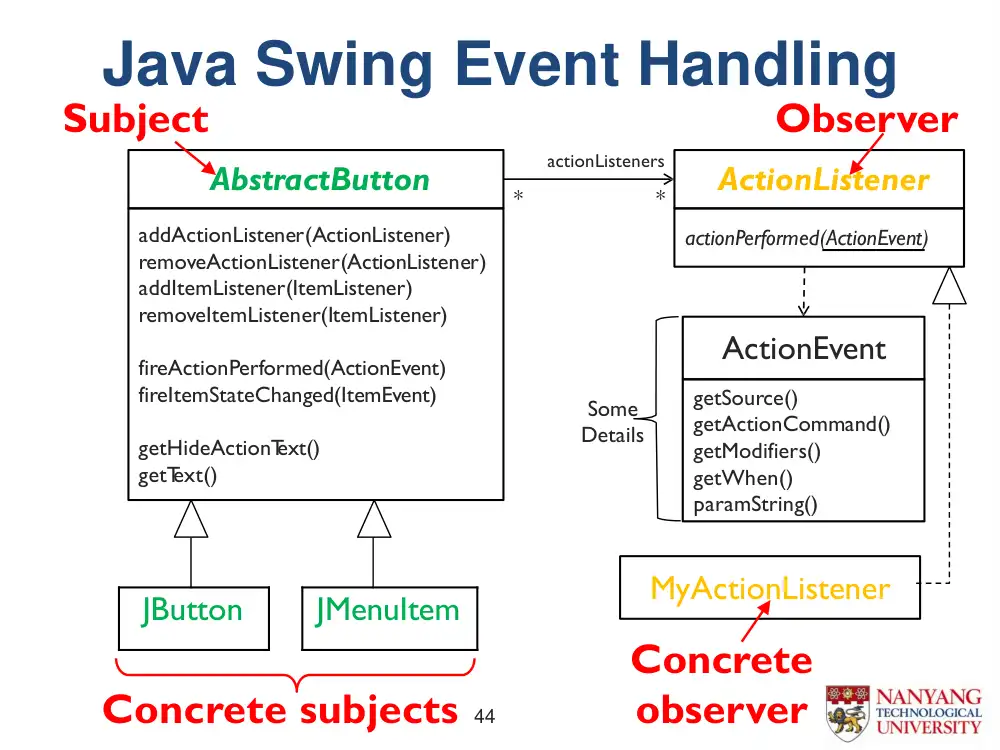 Java Swing Event Handling
Subject
Observer
AbstractButton
actionListeners
*
*
ActionListener
addActionListener(ActionListener)
removeActionListener(ActionListener)
addItemListener(ItemListener)
removeItemListener(ItemListener)
fireActionPerformed(ActionEvent)
fireItemStateChanged(ItemEvent)
getHideActionText()
getText()
actionPerformed(ActionEvent)
Some
Details
ActionEvent
getSource()
getActionCommand()
getModifiers()
getWhen()
paramString()
JButton
JMenuItem
MyActionListener
Concrete subjects
Concrete
observer
44
NANYANG
TECHNOLOGICAL
UNIVERSITY